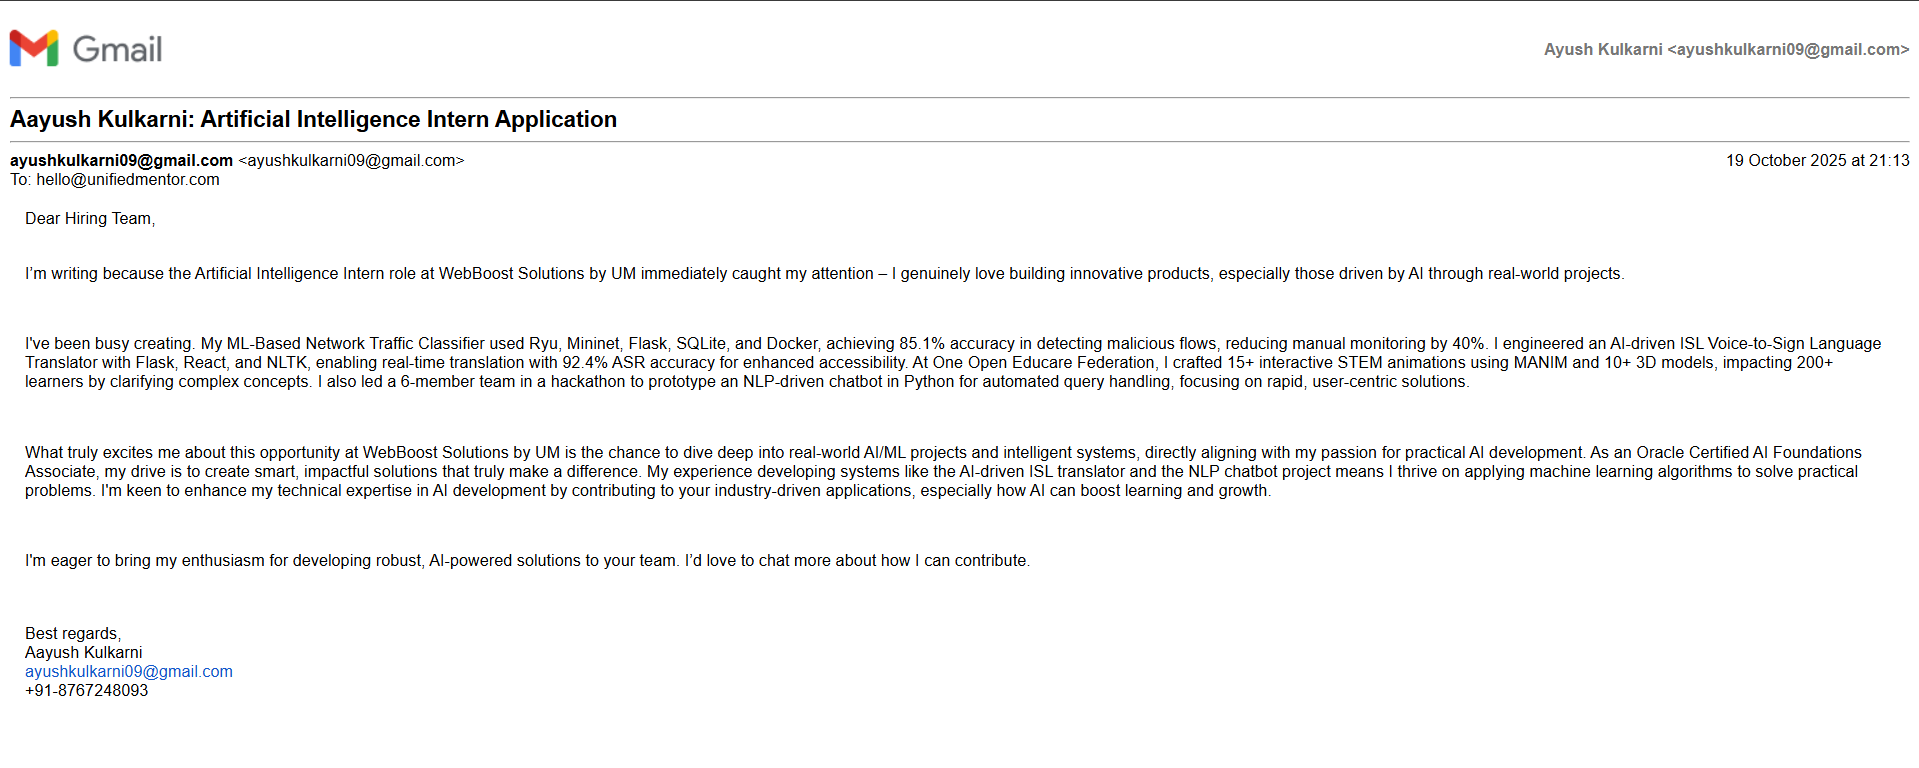 Gmail
Ayush Kulkarni <ayushkulkarni09@gmail.com>
Aayush Kulkarni: Artificial Intelligence Intern Application
ayushkulkarni09@gmail.com <ayushkulkarni09@gmail.com>
19 October 2025 at 21:13
To: hello@unifiedmentor.com
Dear Hiring Team,
I’m writing because the Artificial Intelligence Intern role at WebBoost Solutions by UM immediately caught my attention – I genuinely love building innovative products, especially those driven by AI through real-world projects.
I've been busy creating. My ML-Based Network Traffic Classifier used Ryu, Mininet, Flask, SQLite, and Docker, achieving 85.1% accuracy in detecting malicious flows, reducing manual monitoring by 40%. I engineered an AI-driven ISL Voice-to-Sign Language
Translator with Flask, React, and NLTK, enabling real-time translation with 92.4% ASR accuracy for enhanced accessibility. At One Open Educare Federation, I crafted 15+ interactive STEM animations using MANIM and 10+ 3D models, impacting 200+
learners by clarifying complex concepts. I also led a 6-member team in a hackathon to prototype an NLP-driven chatbot in Python for automated query handling, focusing on rapid, user-centric solutions.
What truly excites me about this opportunity at WebBoost Solutions by UM is the chance to dive deep into real-world AI/ML projects and intelligent systems, directly aligning with my passion for practical AI development. As an Oracle Certified AI Foundations
Associate, my drive is to create smart, impactful solutions that truly make a difference. My experience developing systems like the AI-driven ISL translator and the NLP chatbot project means I thrive on applying machine learning algorithms to solve practical
problems. I'm keen to enhance my technical expertise in AI development by contributing to your industry-driven applications, especially how AI can boost learning and growth.
I'm eager to bring my enthusiasm for developing robust, AI-powered solutions to your team. I’d love to chat more about how I can contribute.
Best regards,
Aayush Kulkarni
ayushkulkarni09@gmail.com
+91-8767248093